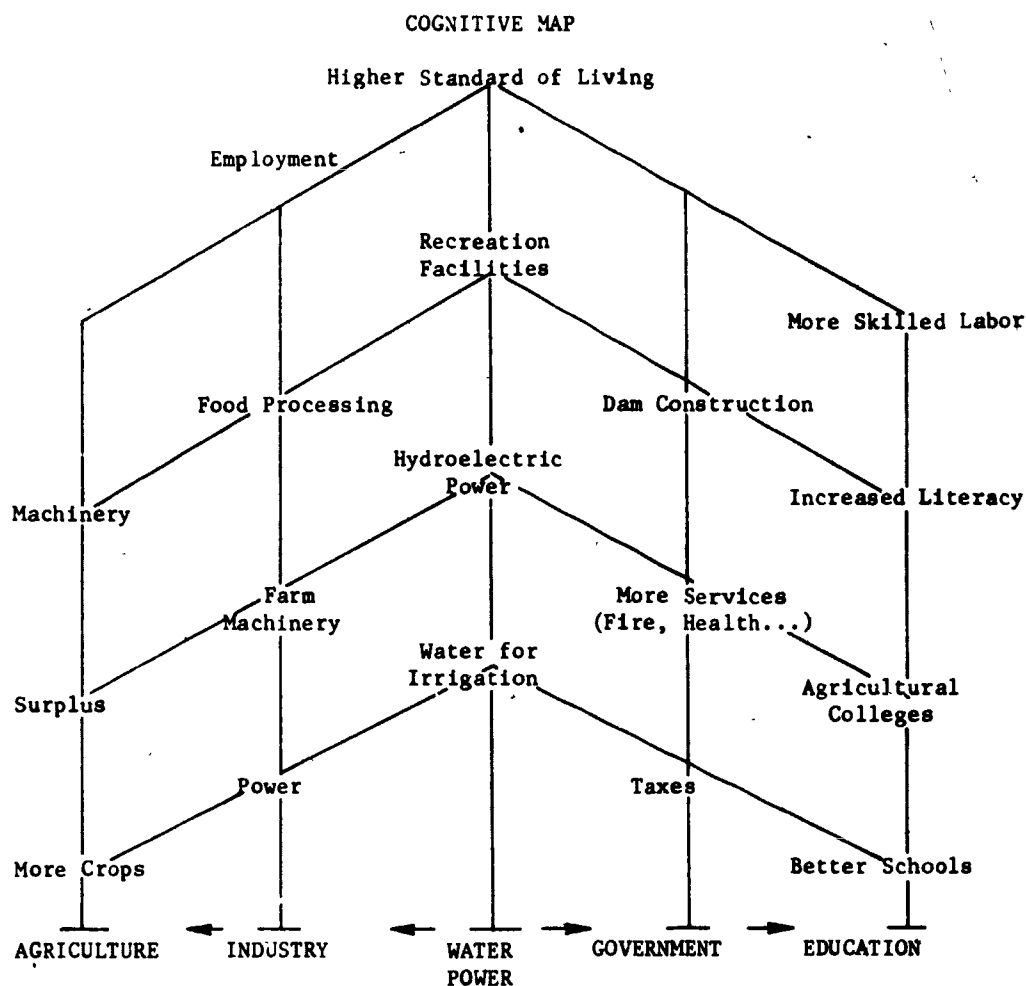 COGNITIVE MAP
Higher Standard of Living
Employment
Recreation
Facilities
More Skilled Labor
Food Processing
Dam Construction
Hydroelectric
Power
Machinery
Increased Literacy
Farm
Machinery
More Services
(Fire, Health...)
Water for
Irrigation
Surplus
Agricultural
Colleges
Power
Taxes
More Crops
Better Schools
AGRICULTURE
INDUSTRY
WATER
POWER
GOVERNMENT
EDUCATION